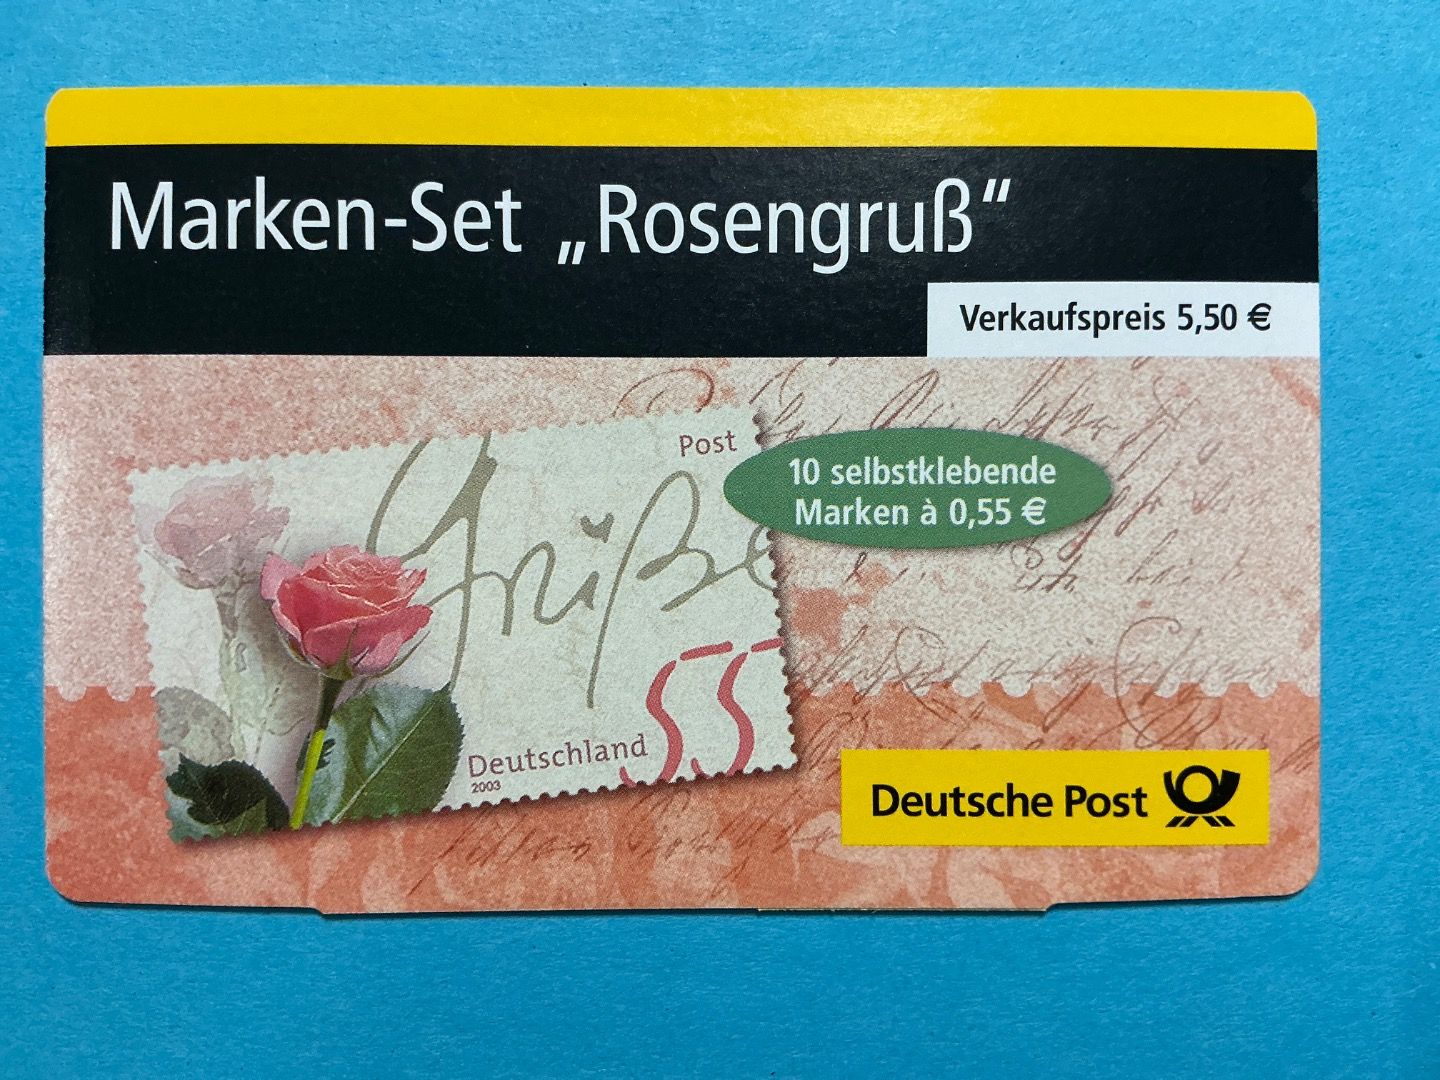 Marken-Set „Rosengruß“
Verkaufspreis 5,50 €
Post
10 selbstklebende
Marken à 0,55 €
Grüße
55
Deutschland
2003
Deutsche Post